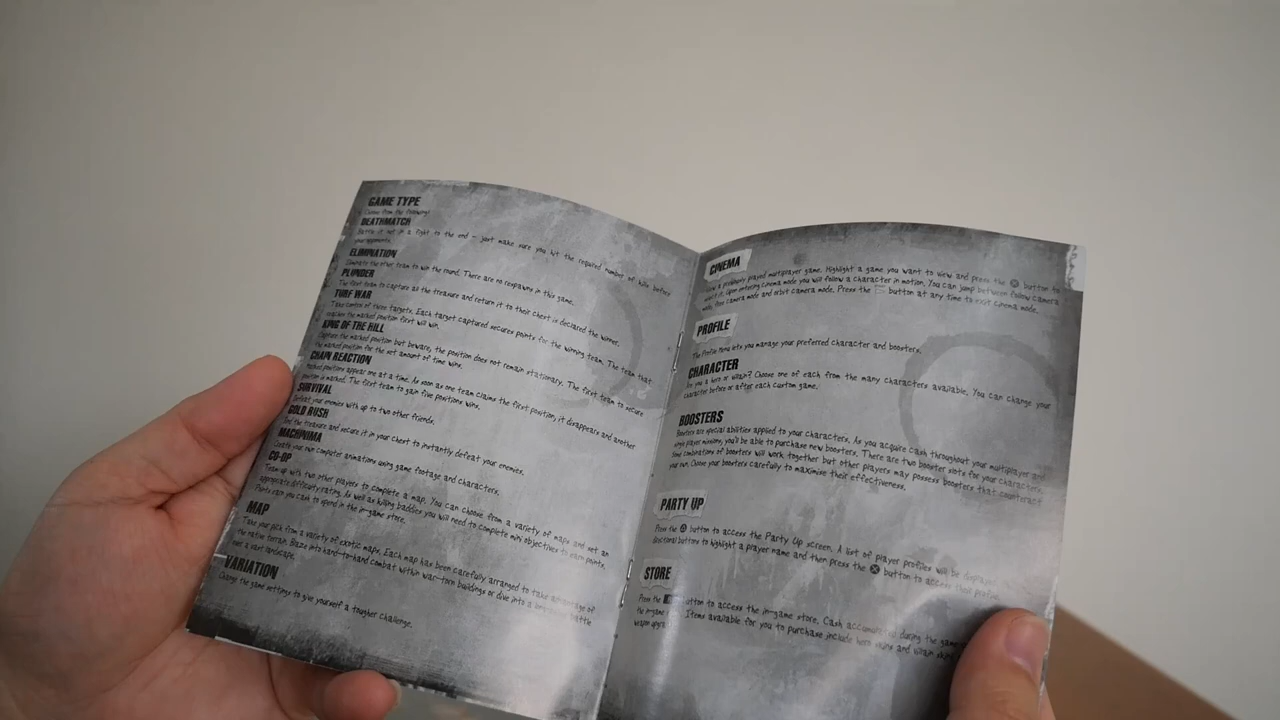 GAME TYPE
Choose from the following:
DEATHMATCH
Battle it out in a fight to the end – just make sure you hit the required number of kills before
your opponents.
ELIMINATION
Eliminate the other team to win the round. There are no respawns in this game.
PLUNDER
The first team to capture all the treasure and return it to their chest is declared the winner.
TURF WAR
Take control of three targets. Each target captured secures points for the winning team. The team that
reaches the marked position first will win.
KING OF THE HILL
Capture the marked position but beware, the position does not remain stationary. The first team to secure
the marked position for the set amount of time wins.
CHAIN REACTION
Marked positions appear one at a time. As soon as one team claims the first position, it disappears and another
position is marked. The first team to gain five positions wins.
SURVIVAL
Defeat your enemies with up to two other friends.
GOLD RUSH
Find the treasure and secure it in your chest to instantly defeat your enemies.
MACHINIMA
Create your own computer animations using game footage and characters.
CO-OP
Team up with two other players to complete a map. You can choose from a variety of maps and set an
appropriate difficulty rating. As well as killing baddies you will need to complete mini objectives to earn points.
Points earn you cash to spend in the in-game store.
MAP
Take your pick from a variety of exotic maps. Each map has been carefully arranged to take advantage of
the native terrain. Blaze into hand-to-hand combat within war-torn buildings or dive into a battle
over a vast landscape.
VARIATION
Change the game settings to give yourself a tougher challenge.
CINEMA
View a previously played multiplayer game. Highlight a game you want to view and press the ⊗ button to
select it. Upon entering cinema mode you will follow a character in motion. You can jump between follow camera
mode, free camera mode and orbit camera mode. Press the button at any time to exit cinema mode.
PROFILE
The Profile Menu lets you manage your preferred character and boosters.
CHARACTER
Are you a hero or villain? Choose one of each from the many characters available. You can change your
character before or after each custom game.
BOOSTERS
Boosters are special abilities applied to your characters. As you acquire cash throughout your multiplayer and
single player missions, you'll be able to purchase new boosters. There are two booster slots for your characters.
Some combinations of boosters will work together but other players may possess boosters that counteract
your own. Choose your boosters carefully to maximise their effectiveness.
PARTY UP
Press the button to access the Party Up screen. A list of player profiles will be displayed.
directional buttons to highlight a player name and then press the ⊗ button to access their profile.
STORE
Press the button to access the in-game store. Cash during the game
the in-game Items available for you to purchase include hero skins and villain
weapon